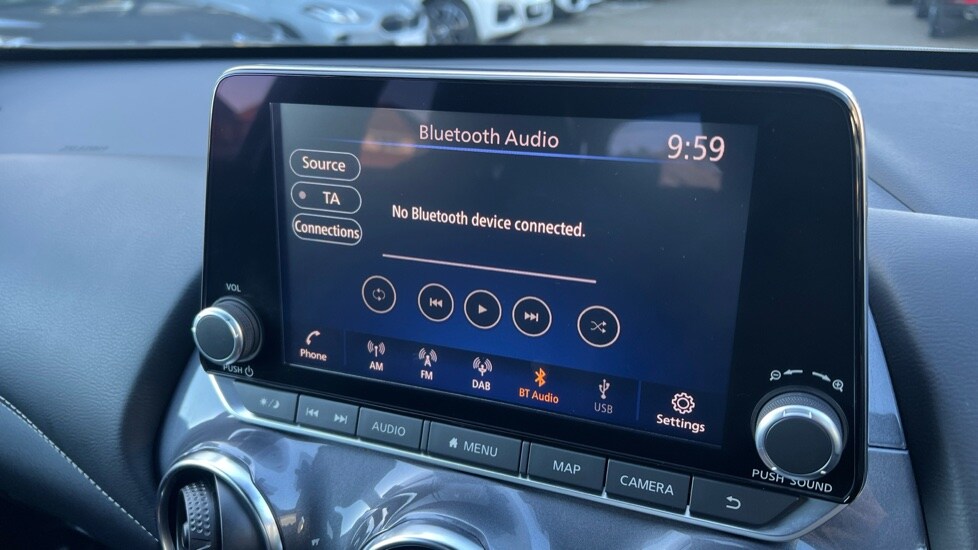 Bluetooth Audio
9:59
Source
TA
No Bluetooth device connected.
Connections
VOL
PUSH
Phone
AM
FM
DAB
BT Audio
USB
Settings
AUDIO
MENU
MAP
CAMERA
PUSH SOUND